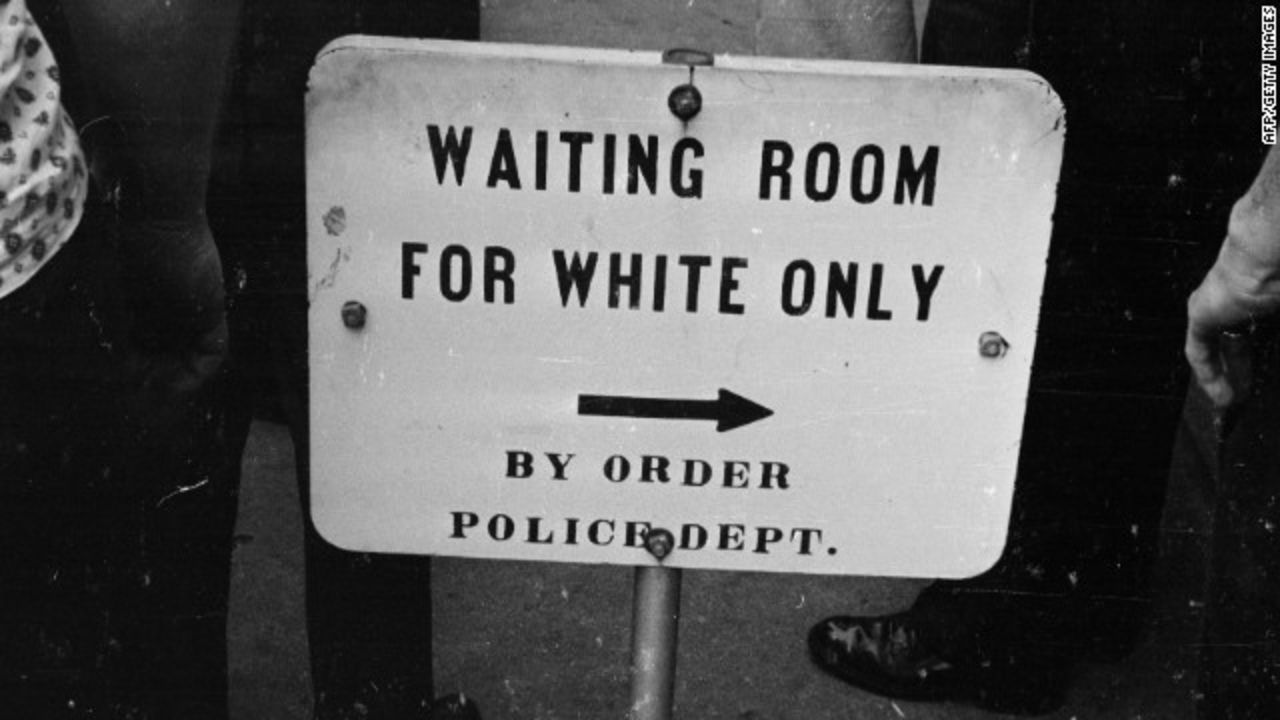 WAITING ROOM
FOR WHITE ONLY
BY ORDER
POLICE DEPT.
AFP/GETTY IMAGES